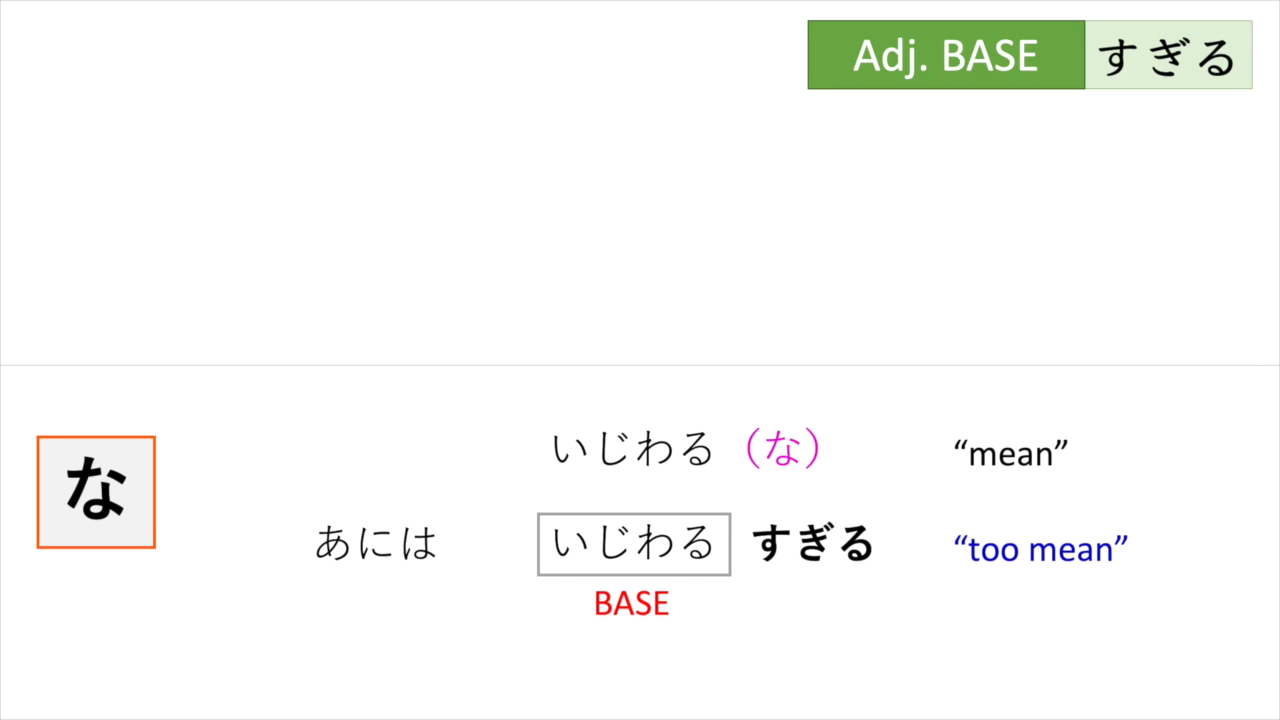 Adj. BASE すぎる
な
いじわる（な） “mean”
あには いじわる すぎる “too mean”
BASE